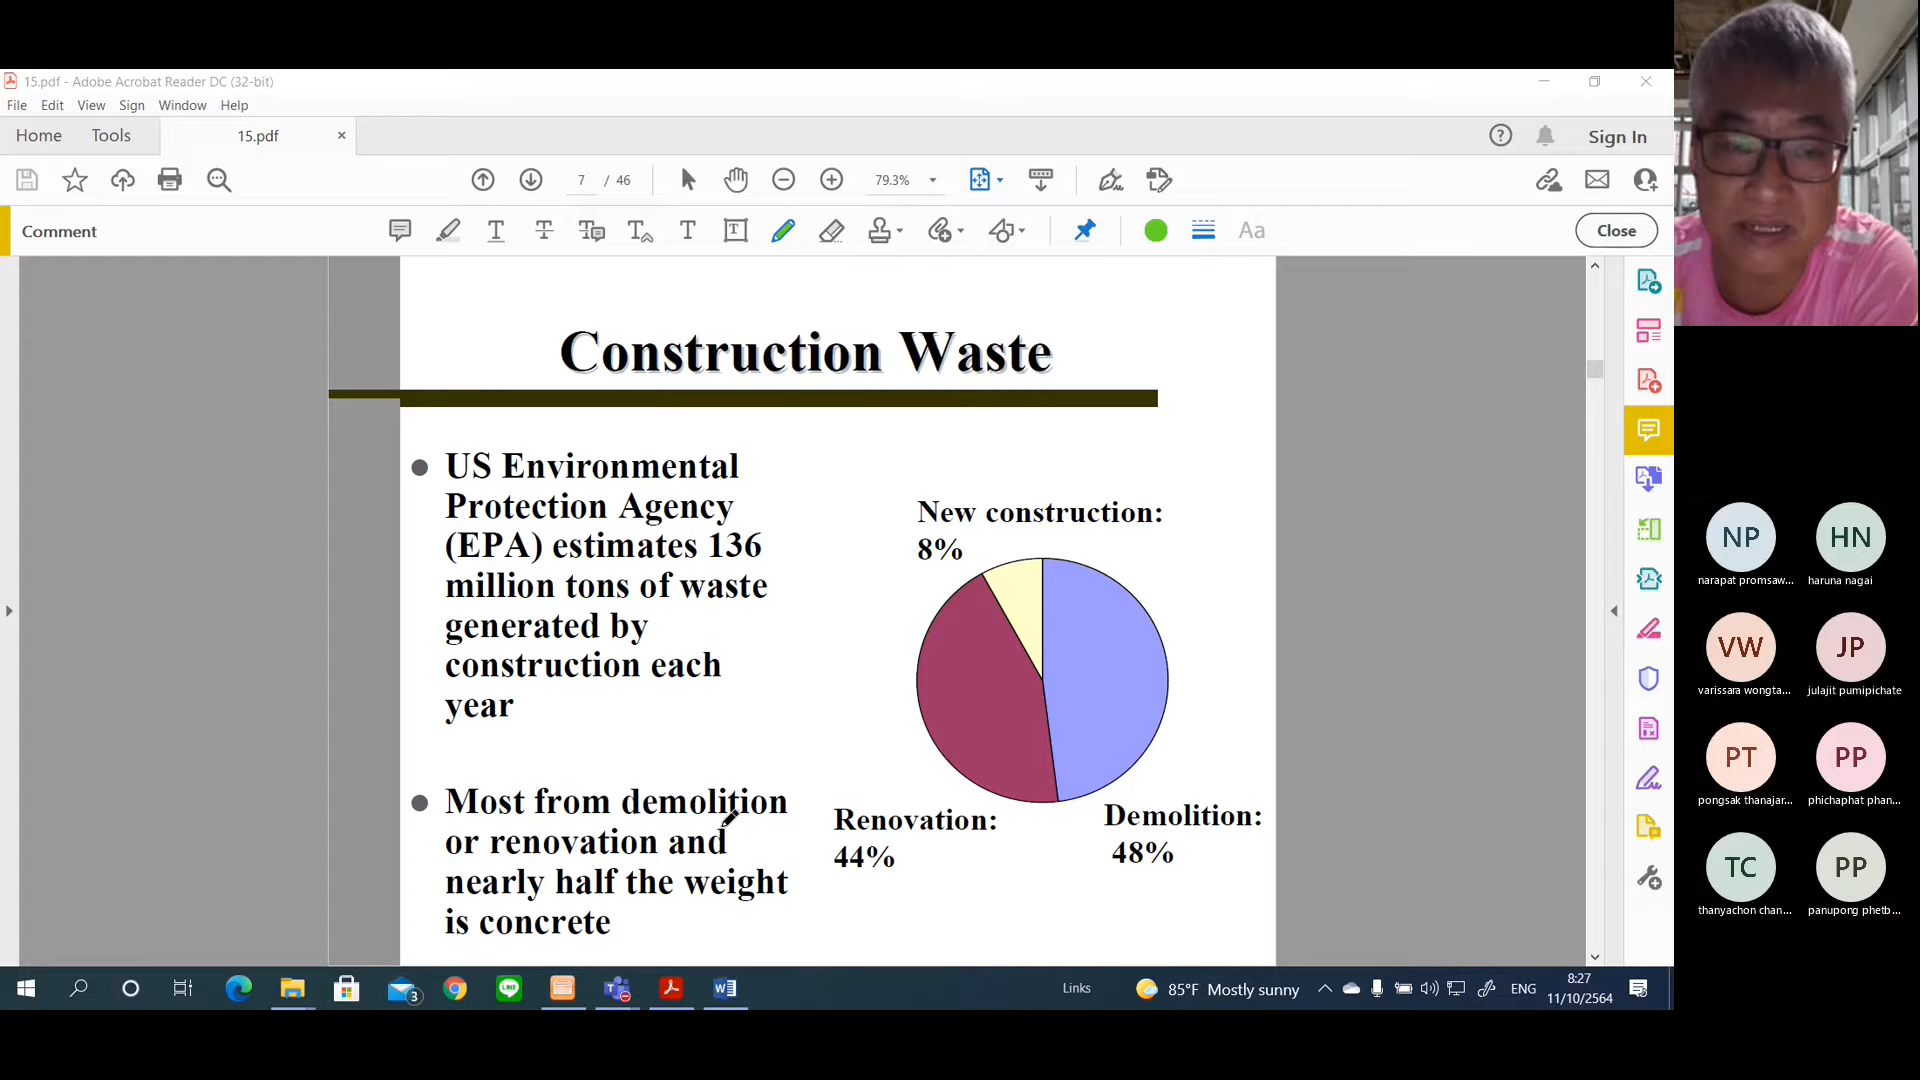 15.pdf - Adobe Acrobat Reader DC (32-bit)
File Edit View Sign Window Help
Home Tools 15.pdf Sign In
7 / 46 79.3%
Comment Close
Construction Waste
US Environmental
Protection Agency
(EPA) estimates 136
million tons of waste
generated by
construction each
year
Most from demolition
or renovation and
nearly half the weight
is concrete
New construction:
8%
Renovation:
44%
Demolition:
48%
NP HN
narapat promsaw... haruna nagai
VW JP
varissara wongta... julajit pumipichate
PT PP
pongsak thanajar... phichaphat phan...
TC PP
thanyachon chan... panupong phetb...
3 Links 85°F Mostly sunny ENG 8:27
11/10/2564